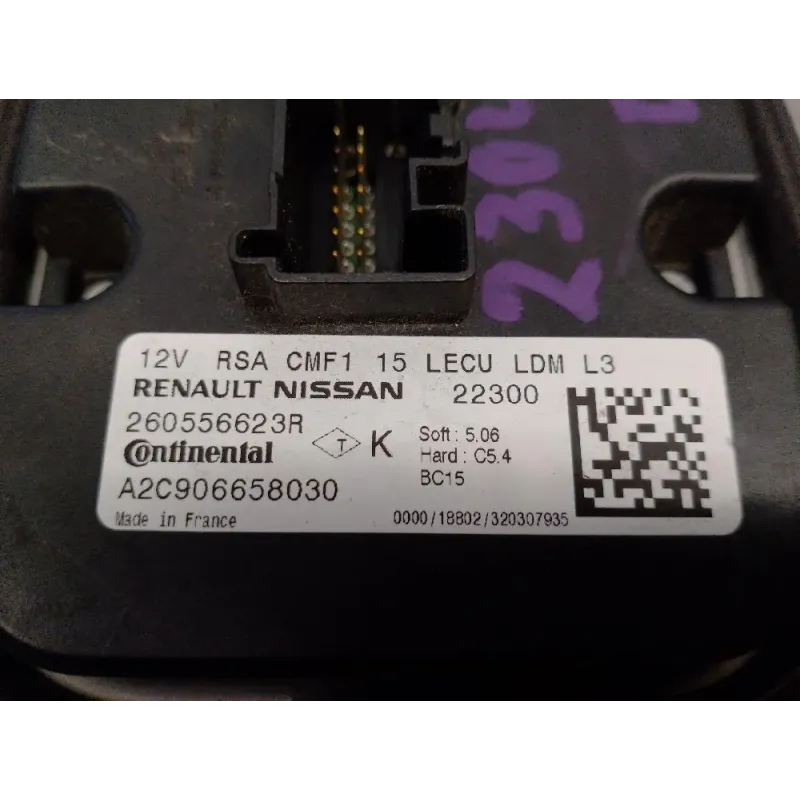 2304
12V RSA CMF1 15 LECU LDM L3
RENAULT NISSAN 22300
260556623R
Continental T K
Soft : 5.06
Hard : C5.4
BC15
A2C906658030
Made in France 0000/18802/320307935